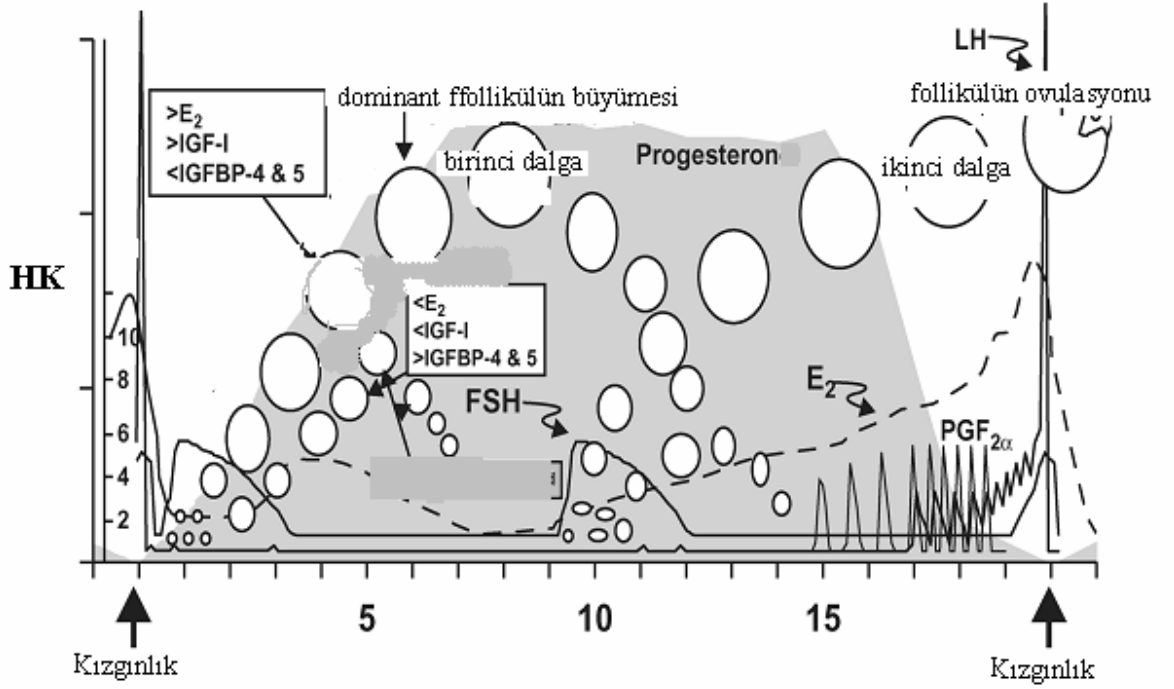 LH
dominant ffollikülün büyümesi
follikülün ovulasyonu
>E2
>IGF-I
<IGFBP-4 & 5
birinci dalga
Progesteron
ikinci dalga
HK
<E2
<IGF-I
>IGFBP-4 & 5
10
8
6
4
2
FSH
E2
PGF2α
5
10
15
Kızgınlık
Kızgınlık